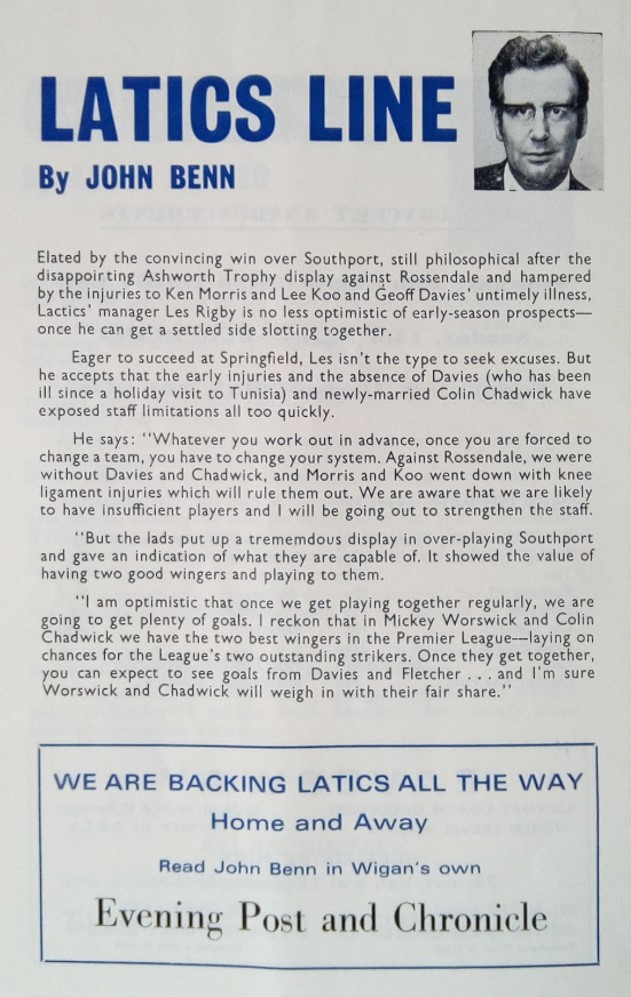 LATICS LINE
By JOHN BENN
Elated by the convincing win over Southport, still philosophical after the
disappoirting Ashworth Trophy display against Rossendale and hampered
by the injuries to Ken Morris and Lee Koo and Geoff Davies' untimely illness,
Lactics' manager Les Rigby is no less optimistic of early-season prospects—
once he can get a settled side slotting together.
Eager to succeed at Springfield, Les isn't the type to seek excuses. But
he accepts that the early injuries and the absence of Davies (who has been
ill since a holiday visit to Tunisia) and newly-married Colin Chadwick have
exposed staff limitations all too quickly.
He says: "Whatever you work out in advance, once you are forced to
change a team, you have to change your system. Against Rossendale, we were
without Davies and Chadwick, and Morris and Koo went down with knee
ligament injuries which will rule them out. We are aware that we are likely
to have insufficient players and I will be going out to strengthen the staff.
"But the lads put up a trememdous display in over-playing Southport
and gave an indication of what they are capable of. It showed the value of
having two good wingers and playing to them.
"I am optimistic that once we get playing together regularly, we are
going to get plenty of goals. I reckon that in Mickey Worswick and Colin
Chadwick we have the two best wingers in the Premier League—laying on
chances for the League's two outstanding strikers. Once they get together,
you can expect to see goals from Davies and Fletcher . . . and I'm sure
Worswick and Chadwick will weigh in with their fair share."
WE ARE BACKING LATICS ALL THE WAY
Home and Away
Read John Benn in Wigan's own
Evening Post and Chronicle